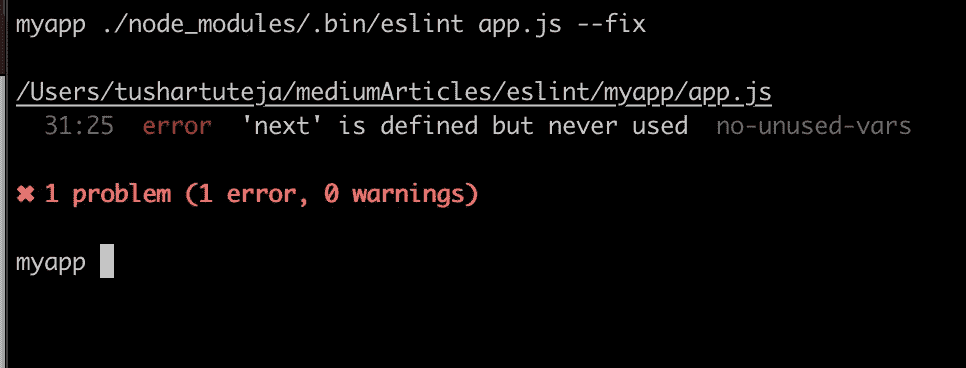 myapp ./node_modules/.bin/eslint app.js --fix
/Users/tushartuteja/mediumArticles/eslint/myapp/app.js
31:25 error 'next' is defined but never used no-unused-vars
✖ 1 problem (1 error, 0 warnings)
myapp